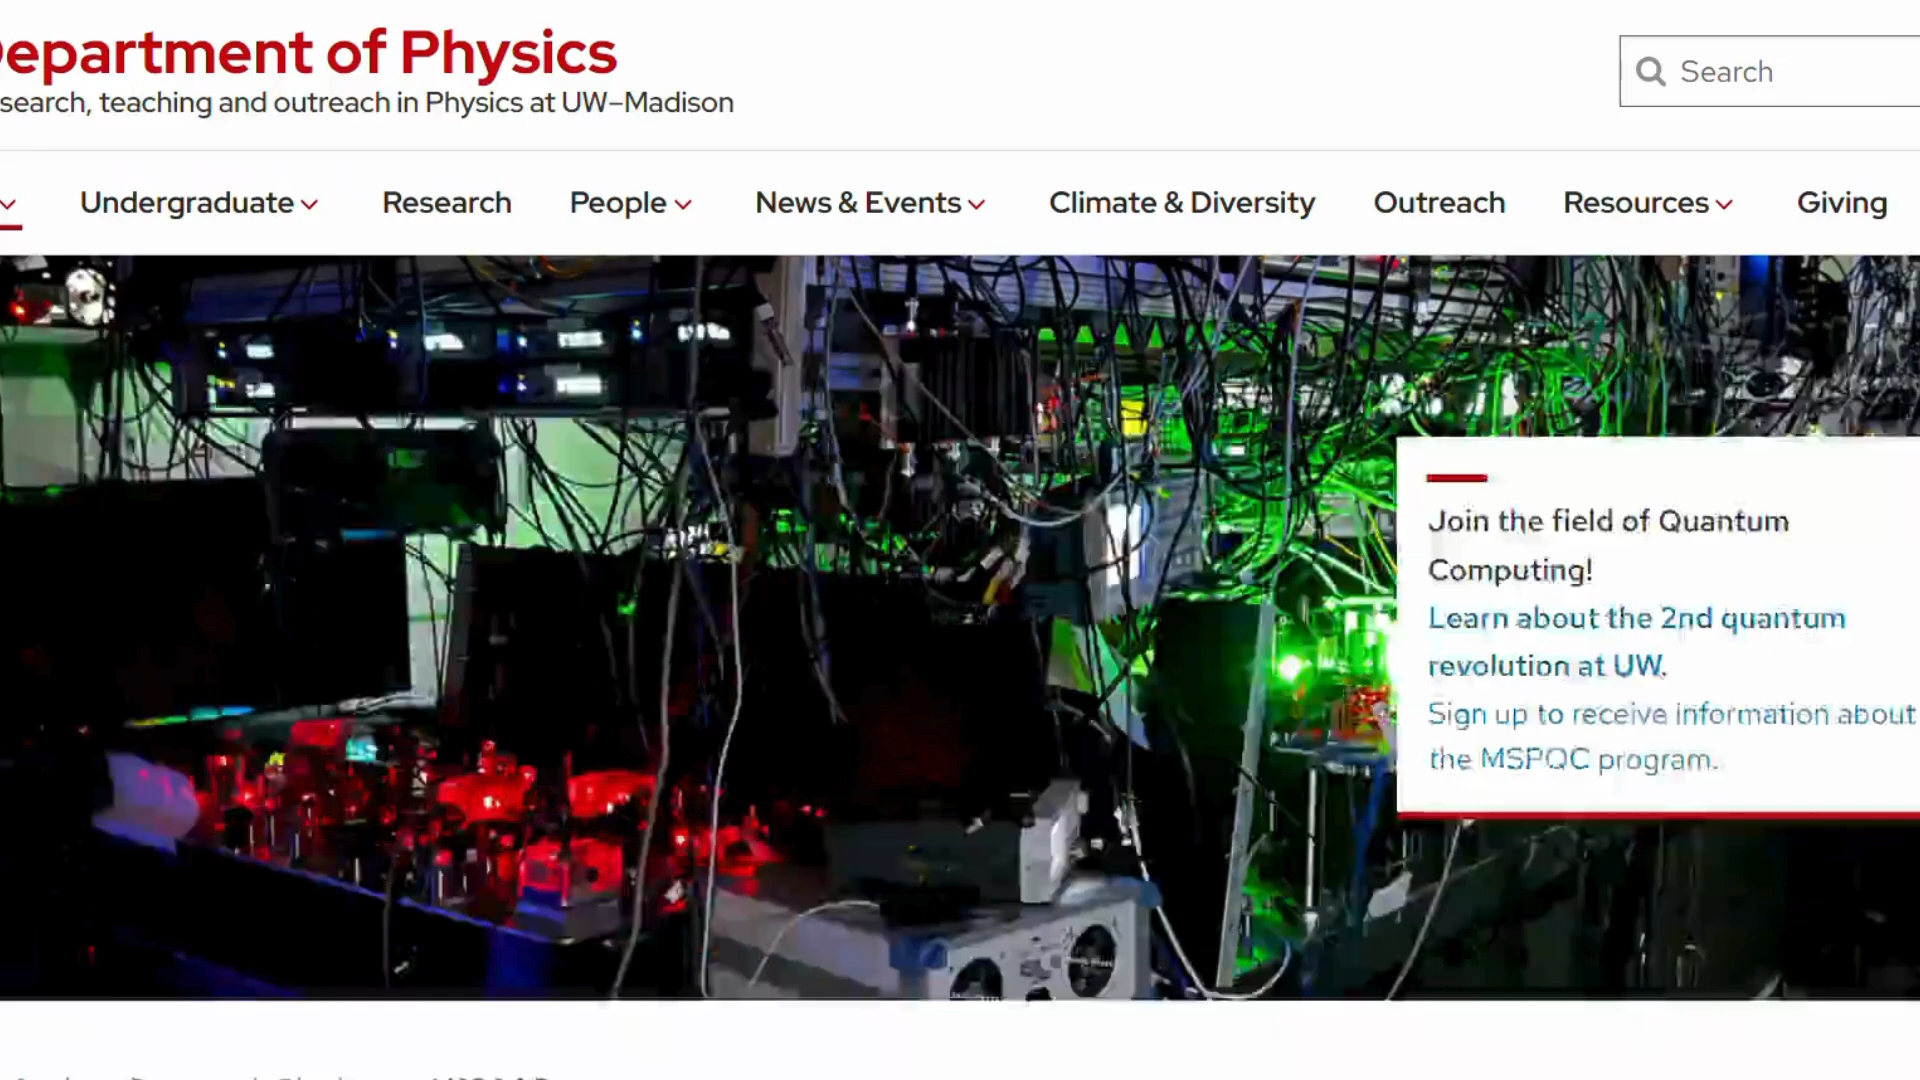 epartment of Physics
search, teaching and outreach in Physics at UW–Madison
Search
Undergraduate Research People News & Events Climate & Diversity Outreach Resources Giving
Join the field of Quantum
Computing!
Learn about the 2nd quantum
revolution at UW.
Sign up to receive information about
the MSPQC program.